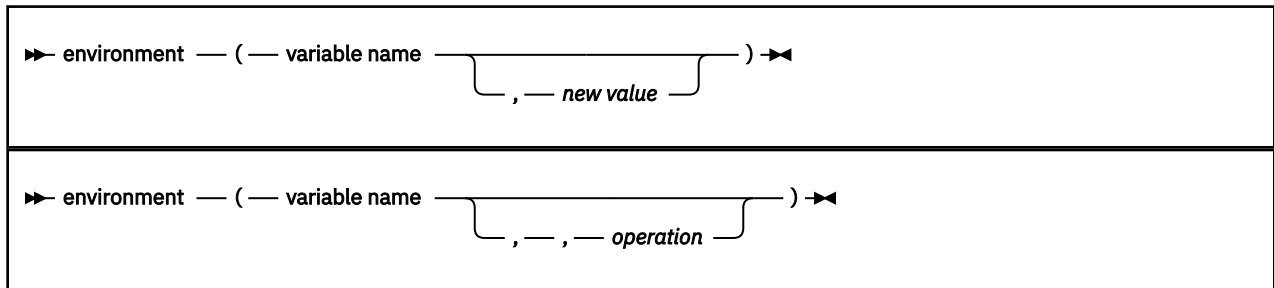 environment ( variable name )
, new value
environment ( variable name )
, , operation